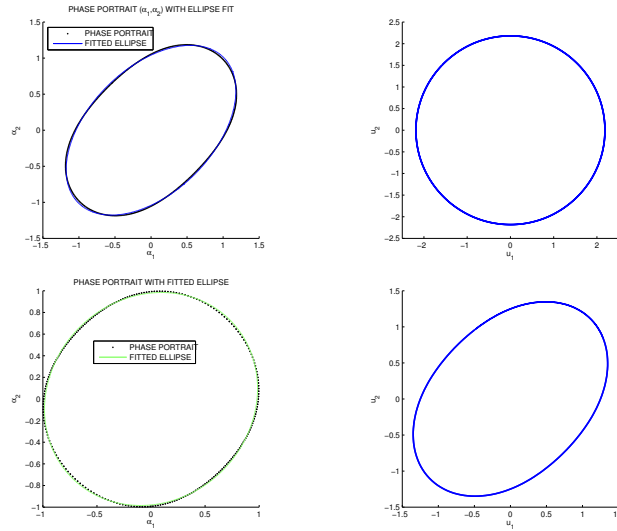 PHASE PORTRAIT (α1,α2) WITH ELLIPSE FIT
PHASE PORTRAIT
FITTED ELLIPSE
1.5
1
0.5
0
−0.5
−1
−1.5
α2
−1.5 −1 −0.5 0 0.5 1 1.5
α1
2.5
2
1.5
1
0.5
0
−0.5
−1
−1.5
−2
−2.5
u2
−2 −1 0 1 2
u1
PHASE PORTRAIT WITH FITTED ELLIPSE
PHASE PORTRAIT
FITTED ELLIPSE
1
0.8
0.6
0.4
0.2
0
−0.2
−0.4
−0.6
−0.8
−1
α2
−1 −0.5 0 0.5 1
α1
1.5
1
0.5
0
−0.5
−1
−1.5
u2
−1.5 −1 −0.5 0 0.5 1 1.5
u1